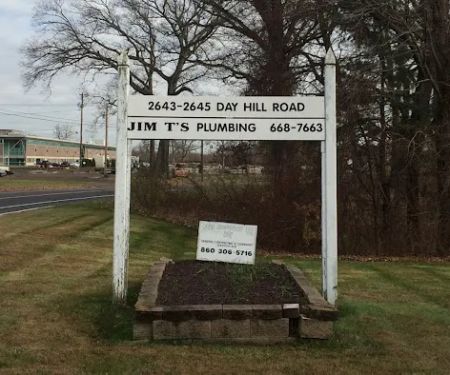 2643-2645 DAY HILL ROAD
JIM T'S PLUMBING 668-7663
860 306-5716